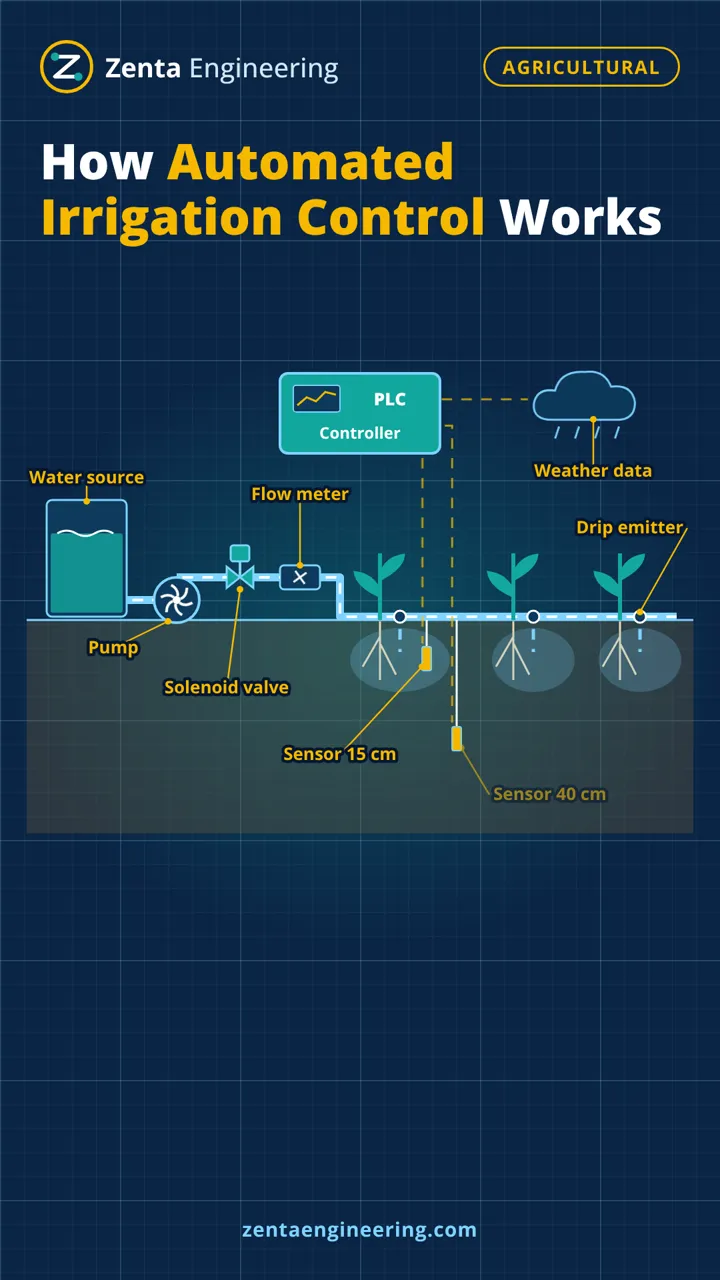 Zenta Engineering
AGRICULTURAL
How Automated
Irrigation Control Works
PLC
Controller
Weather data
Water source
Flow meter
Drip emitter
Pump
Solenoid valve
Sensor 15 cm
Sensor 40 cm
zentaengineering.com